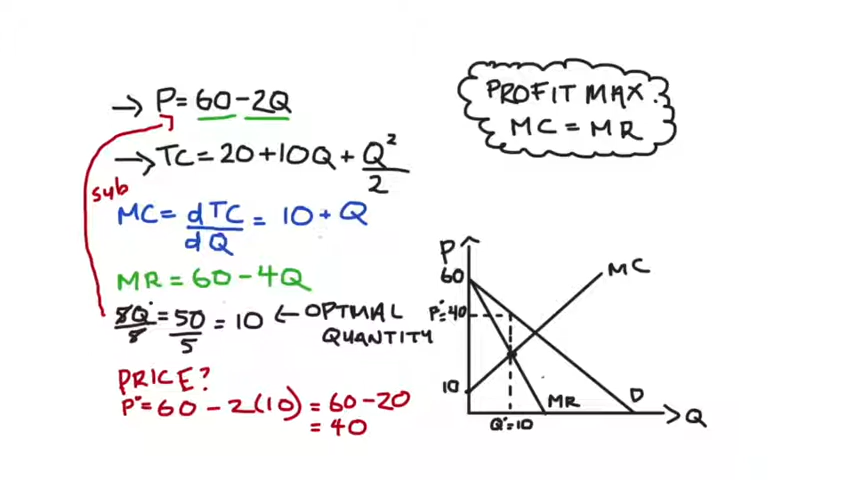 → P = 60 - 2Q
→ TC = 20 + 10Q + Q²/2
sub
MC = dTC/dQ = 10 + Q
MR = 60 - 4Q
5Q*/5 = 50/5 = 10 ← OPTMAL
QUANTITY
PRICE?
P* = 60 - 2(10) = 60 - 20
= 40
PROFIT MAX.
MC = MR
P
60
MC
P*=40
10
MR
D
Q*=10
Q